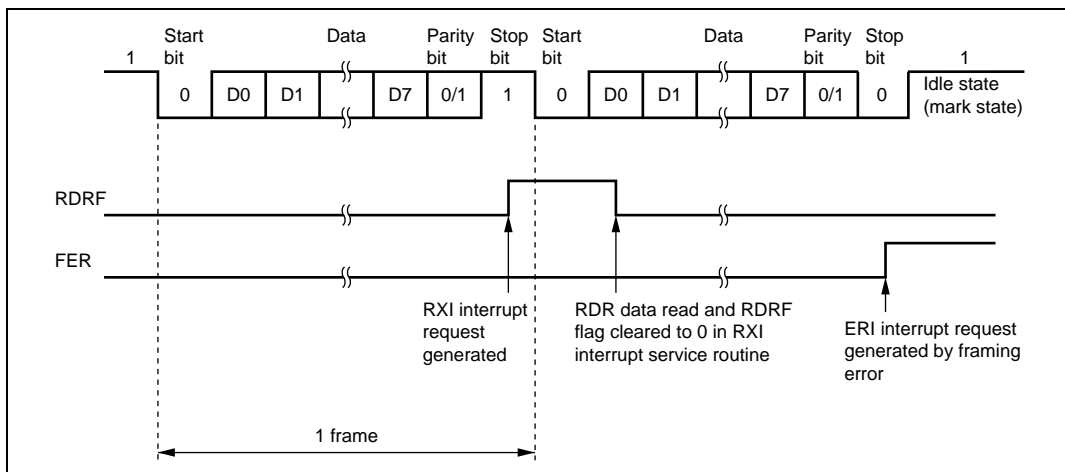 Start bit Data Parity bit Stop bit Start bit Data Parity bit Stop bit
1 0 D0 D1 D7 0/1 1 0 D0 D1 D7 0/1 0 1
Idle state
(mark state)
RDRF
FER
RXI interrupt
request
generated
RDR data read and RDRF
flag cleared to 0 in RXI
interrupt service routine
ERI interrupt request
generated by framing
error
1 frame